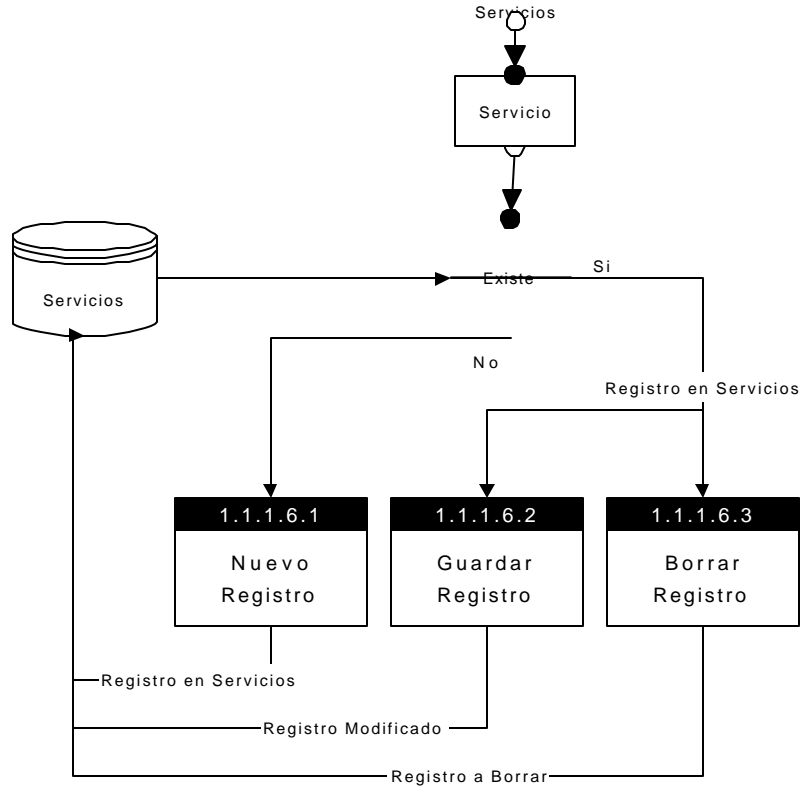 Servicios
Servicio
Servicios
Existe
Si
No
Registro en Servicios
1.1.1.6.1
Nuevo
Registro
1.1.1.6.2
Guardar
Registro
1.1.1.6.3
Borrar
Registro
Registro en Servicios
Registro Modificado
Registro a Borrar